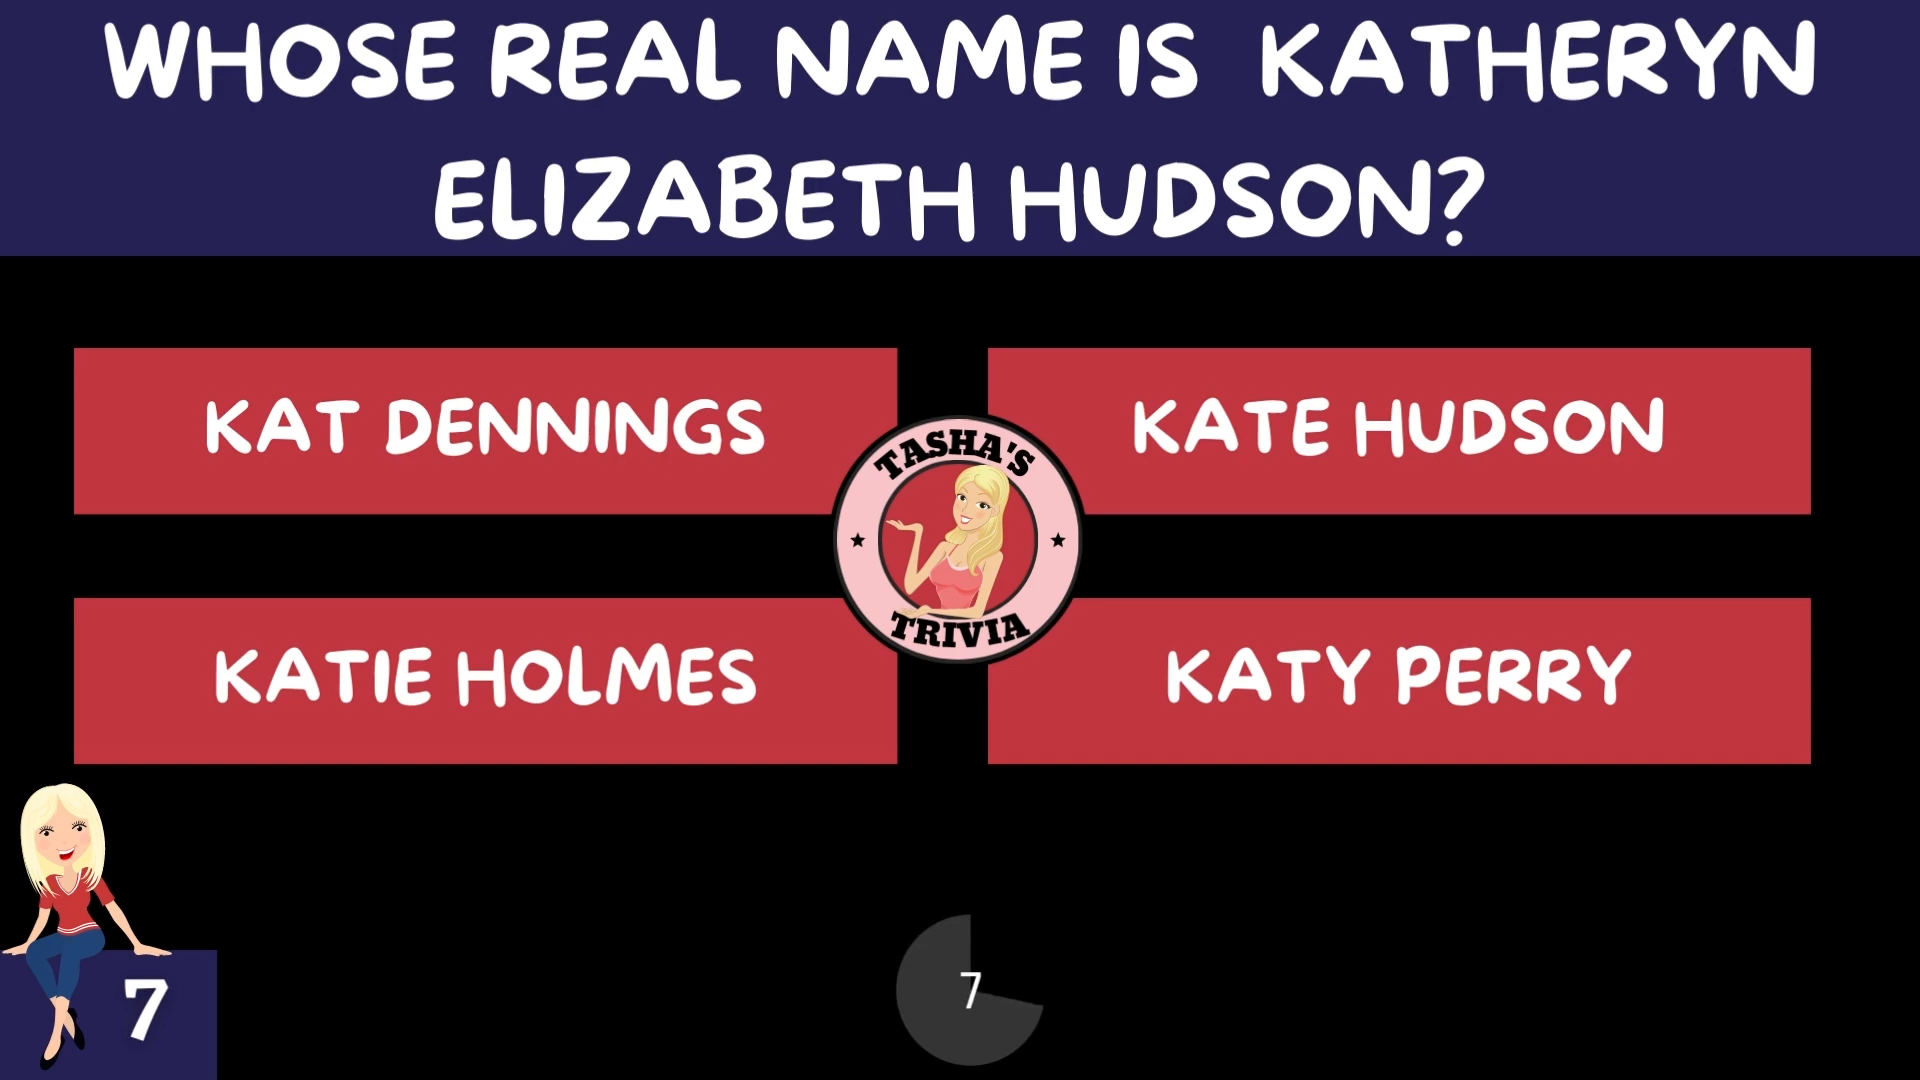 WHOSE REAL NAME IS KATHERYN
ELIZABETH HUDSON?
KAT DENNINGS
KATE HUDSON
TASHA'S
TRIVIA
KATIE HOLMES
KATY PERRY
7
7